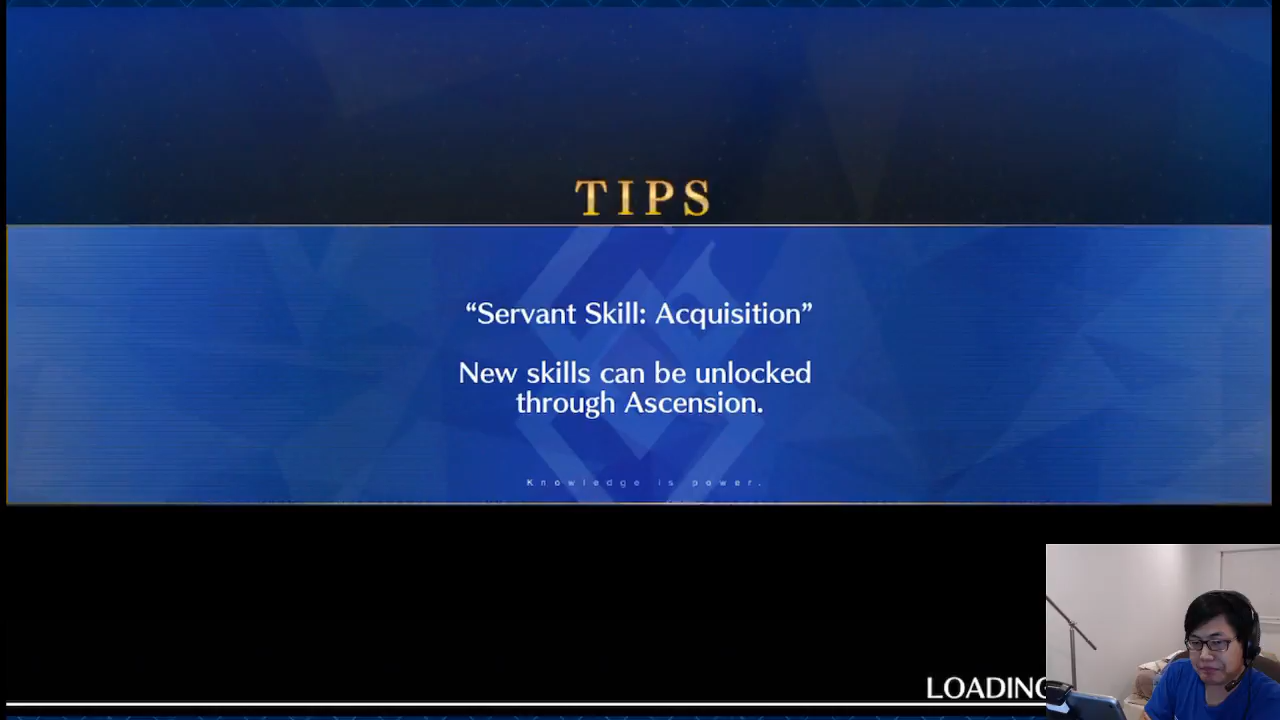 TIPS
“Servant Skill: Acquisition”
New skills can be unlocked
through Ascension.
Knowledge is power.
LOADING